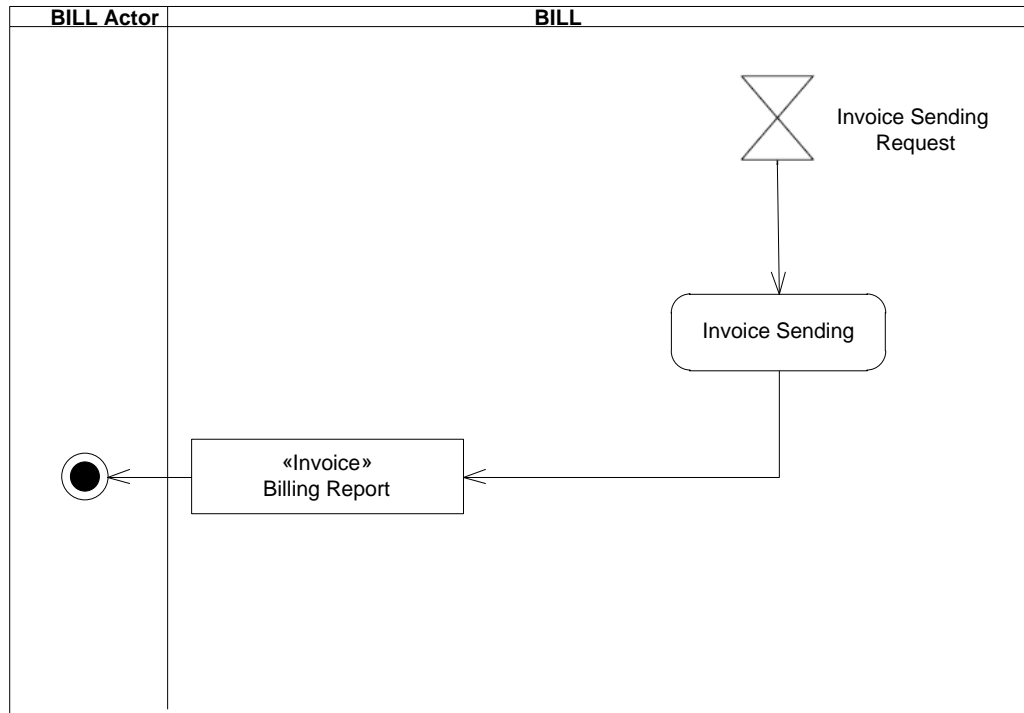 BILL Actor
BILL
Invoice Sending
Request
Invoice Sending
«Invoice»
Billing Report